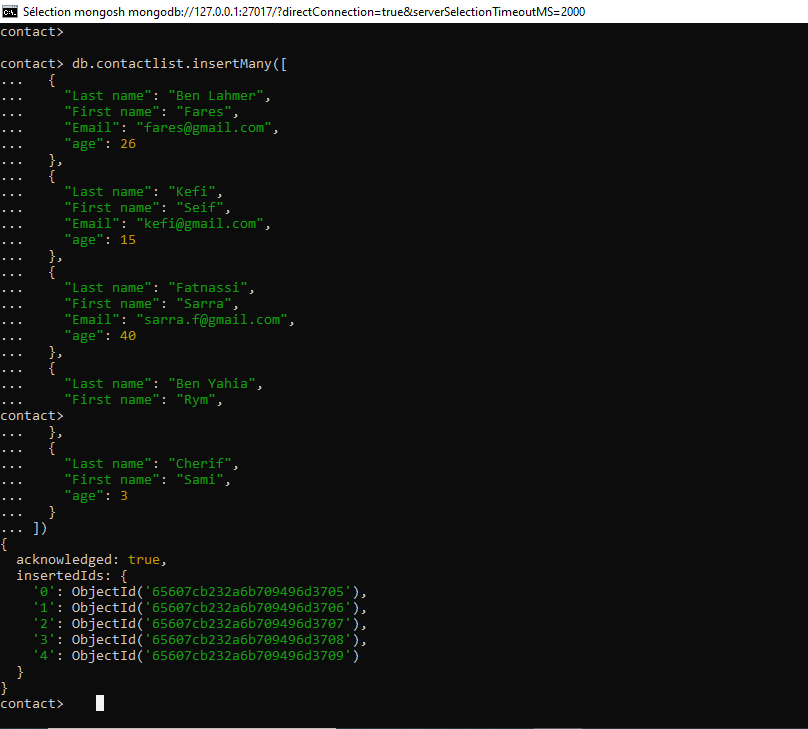 Sélection mongosh mongodb://127.0.0.1:27017/?directConnection=true&serverSelectionTimeoutMS=2000
contact>
contact> db.contactlist.insertMany([
...   {
...     "Last name": "Ben Lahmer",
...     "First name": "Fares",
...     "Email": "fares@gmail.com",
...     "age": 26
...   },
...   {
...     "Last name": "Kefi",
...     "First name": "Seif",
...     "Email": "kefi@gmail.com",
...     "age": 15
...   },
...   {
...     "Last name": "Fatnassi",
...     "First name": "Sarra",
...     "Email": "sarra.f@gmail.com",
...     "age": 40
...   },
...   {
...     "Last name": "Ben Yahia",
...     "First name": "Rym",
contact>
...   },
...   {
...     "Last name": "Cherif",
...     "First name": "Sami",
...     "age": 3
...   }
... ])
{
  acknowledged: true,
  insertedIds: {
    '0': ObjectId('65607cb232a6b709496d3705'),
    '1': ObjectId('65607cb232a6b709496d3706'),
    '2': ObjectId('65607cb232a6b709496d3707'),
    '3': ObjectId('65607cb232a6b709496d3708'),
    '4': ObjectId('65607cb232a6b709496d3709')
  }
}
contact>